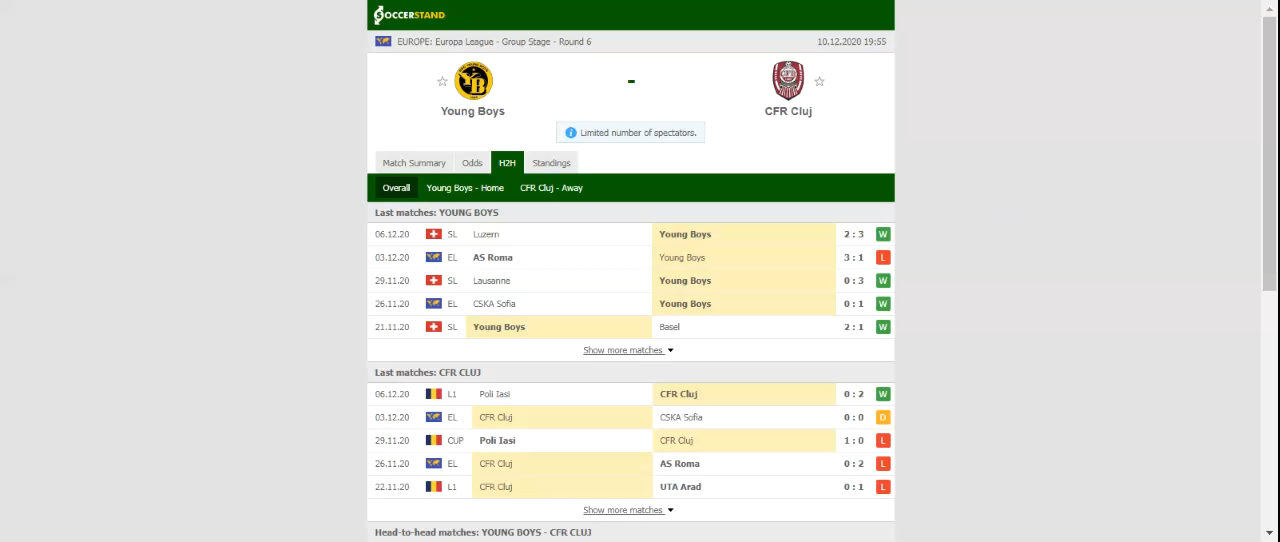 SOCCERSTAND
EUROPE: Europa League - Group Stage - Round 6 10.12.2020 19:55
-
Young Boys CFR Cluj
Limited number of spectators.
Match Summary Odds H2H Standings
Overall Young Boys - Home CFR Cluj - Away
Last matches: YOUNG BOYS
06.12.20 SL Luzern Young Boys 2 : 3 W
03.12.20 EL AS Roma Young Boys 3 : 1 L
29.11.20 SL Lausanne Young Boys 0 : 3 W
26.11.20 EL CSKA Sofia Young Boys 0 : 1 W
21.11.20 SL Young Boys Basel 2 : 1 W
Show more matches
Last matches: CFR CLUJ
06.12.20 L1 Poli Iasi CFR Cluj 0 : 2 W
03.12.20 EL CFR Cluj CSKA Sofia 0 : 0 D
29.11.20 CUP Poli Iasi CFR Cluj 1 : 0 L
26.11.20 EL CFR Cluj AS Roma 0 : 2 L
22.11.20 L1 CFR Cluj UTA Arad 0 : 1 L
Show more matches
Head-to-head matches: YOUNG BOYS - CFR CLUJ